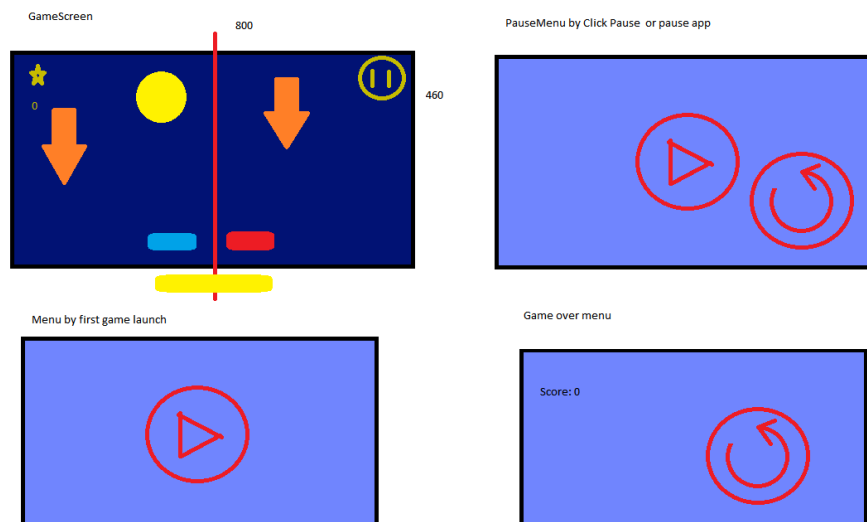 GameScreen
800
PauseMenu by Click Pause or pause app
0
460
Menu by first game launch
Game over menu
Score: 0